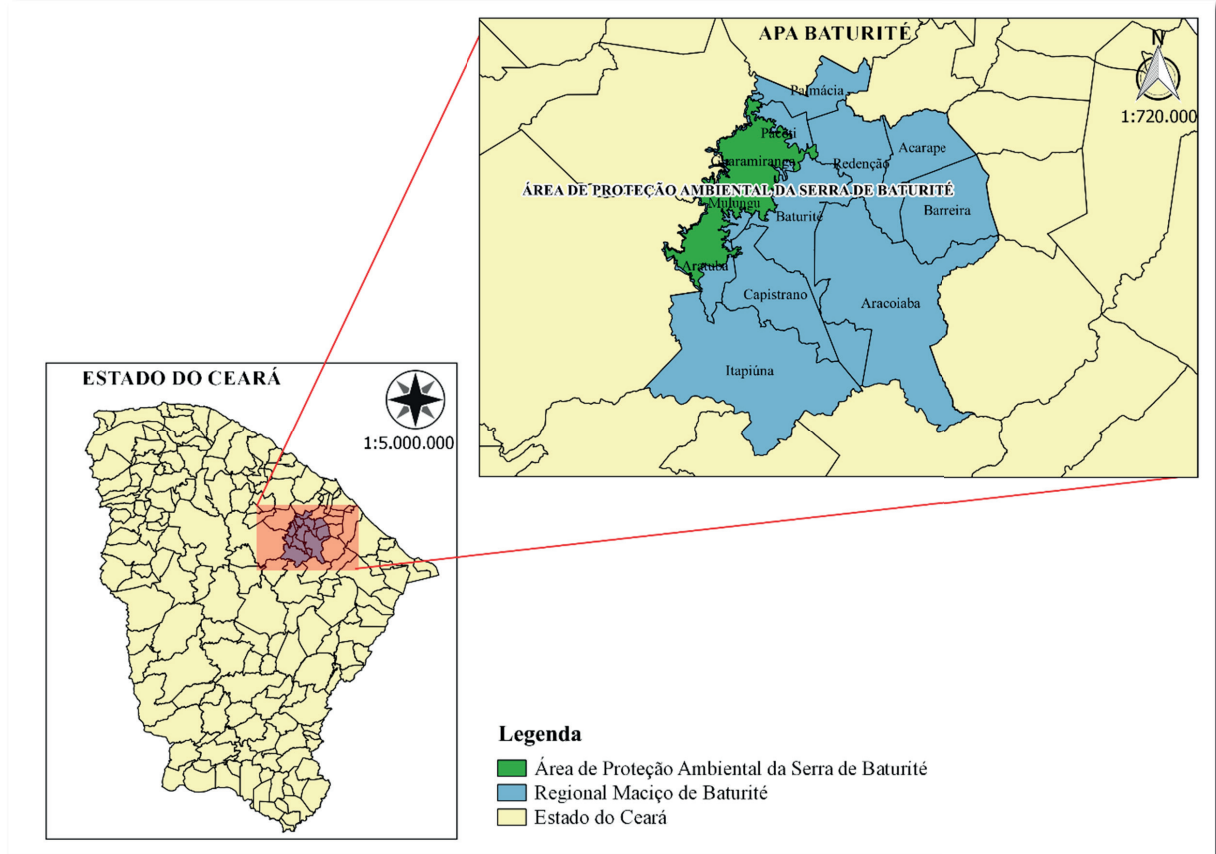 APA BATURITÉ
N
1:720.000
Palmácia
Pacoti
Acarape
Guaramiranga
Redenção
ÁREA DE PROTEÇÃO AMBIENTAL DA SERRA DE BATURITÉ
Mulungu
Baturité
Barreira
Aratuba
Capistrano
Aracoiaba
Itapiúna
ESTADO DO CEARÁ
1:5.000.000
Legenda
Área de Proteção Ambiental da Serra de Baturité
Regional Maciço de Baturité
Estado do Ceará